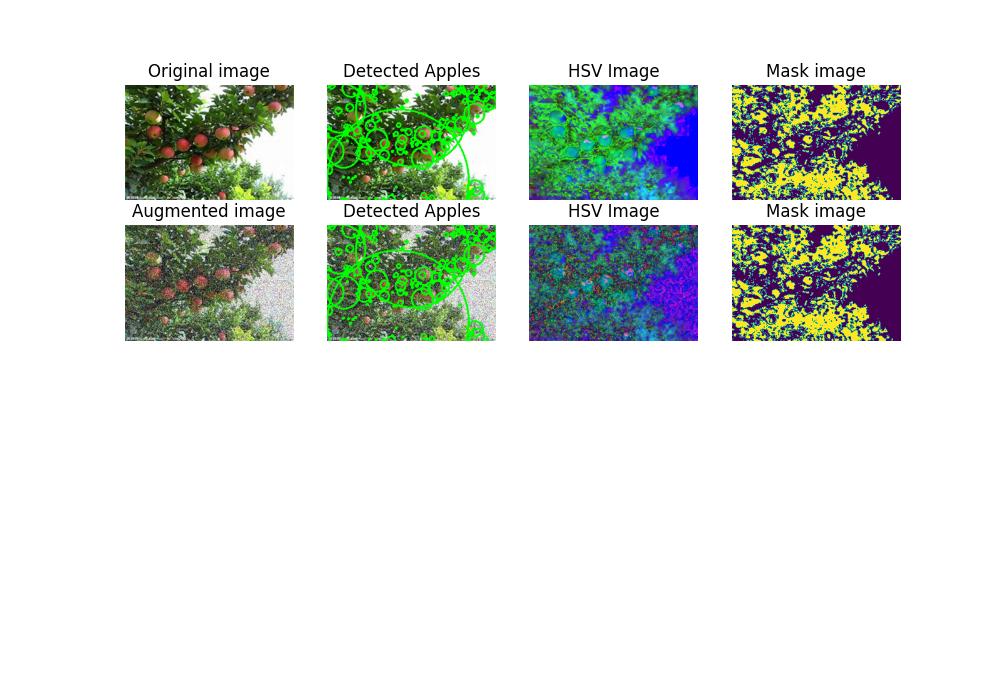 Original image
Detected Apples
HSV Image
Mask image
Augmented image
Detected Apples
HSV Image
Mask image